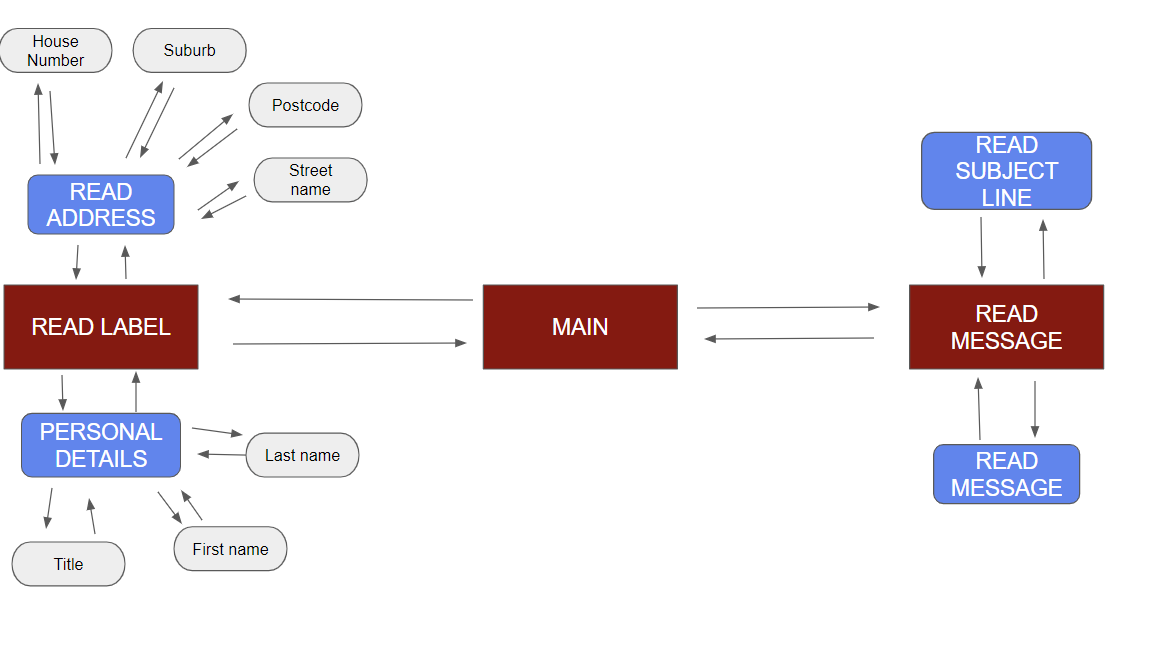 House
Number
Suburb
Postcode
Street
name
READ
ADDRESS
READ LABEL
PERSONAL
DETAILS
Last name
First name
Title
MAIN
READ
SUBJECT
LINE
READ
MESSAGE
READ
MESSAGE